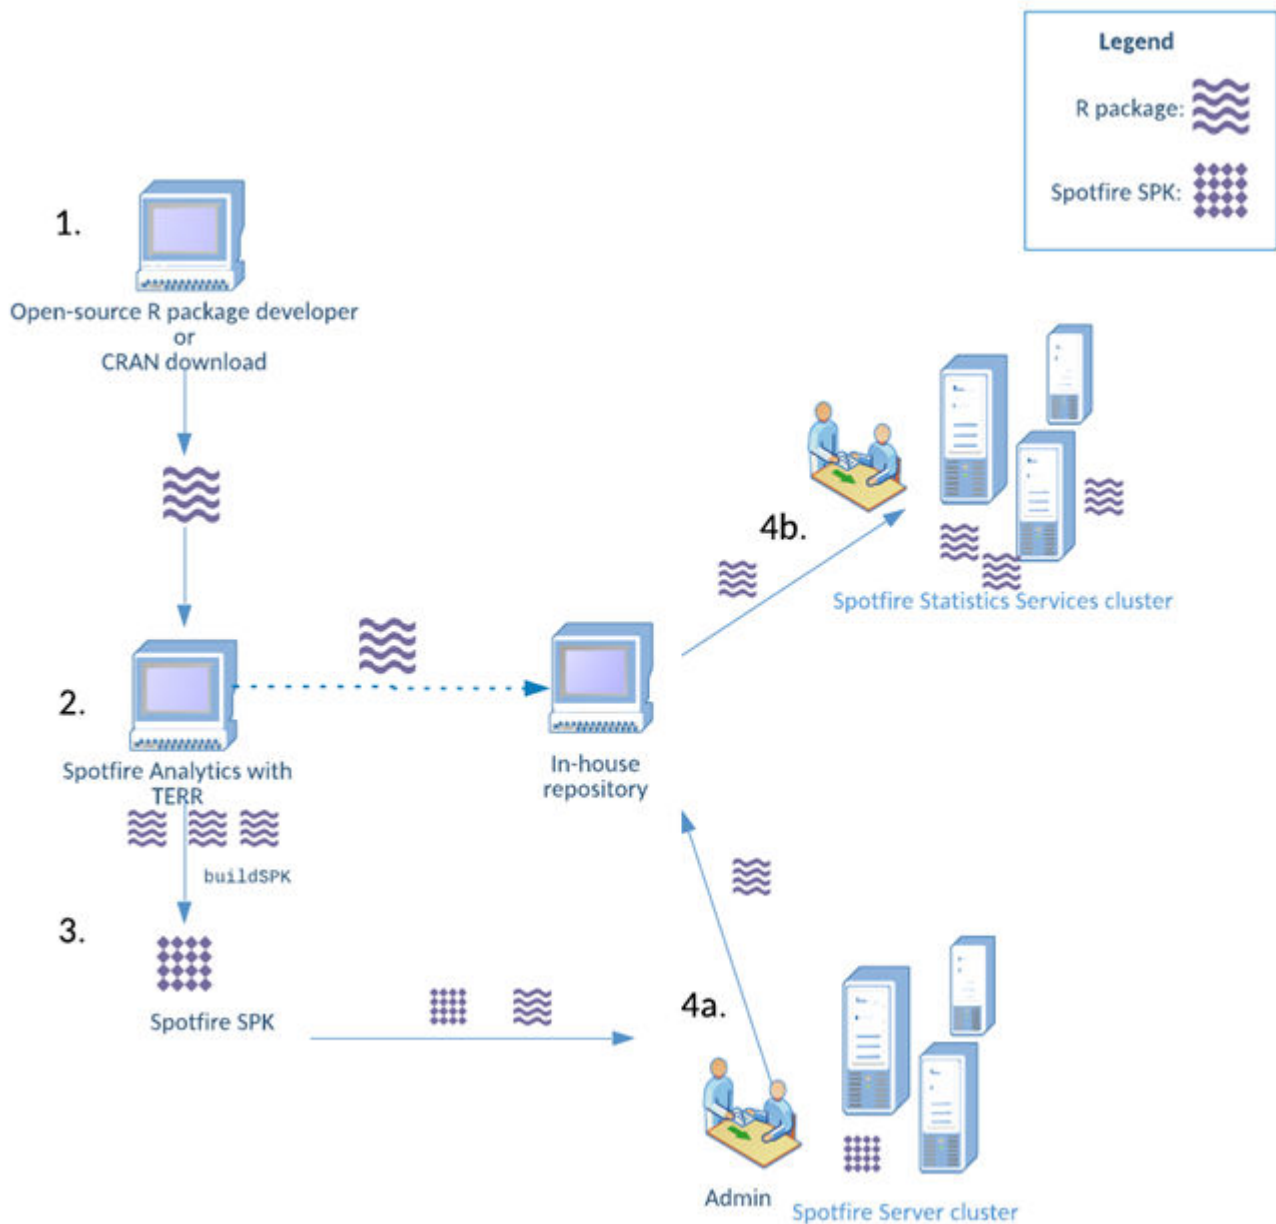 Legend
R package:
Spotfire SPK:
1.
Open-source R package developer
or
CRAN download
4b.
Spotfire Statistics Services cluster
2.
Spotfire Analytics with
TERR
In-house
repository
buildSPK
3.
Spotfire SPK
4a.
Admin
Spotfire Server cluster